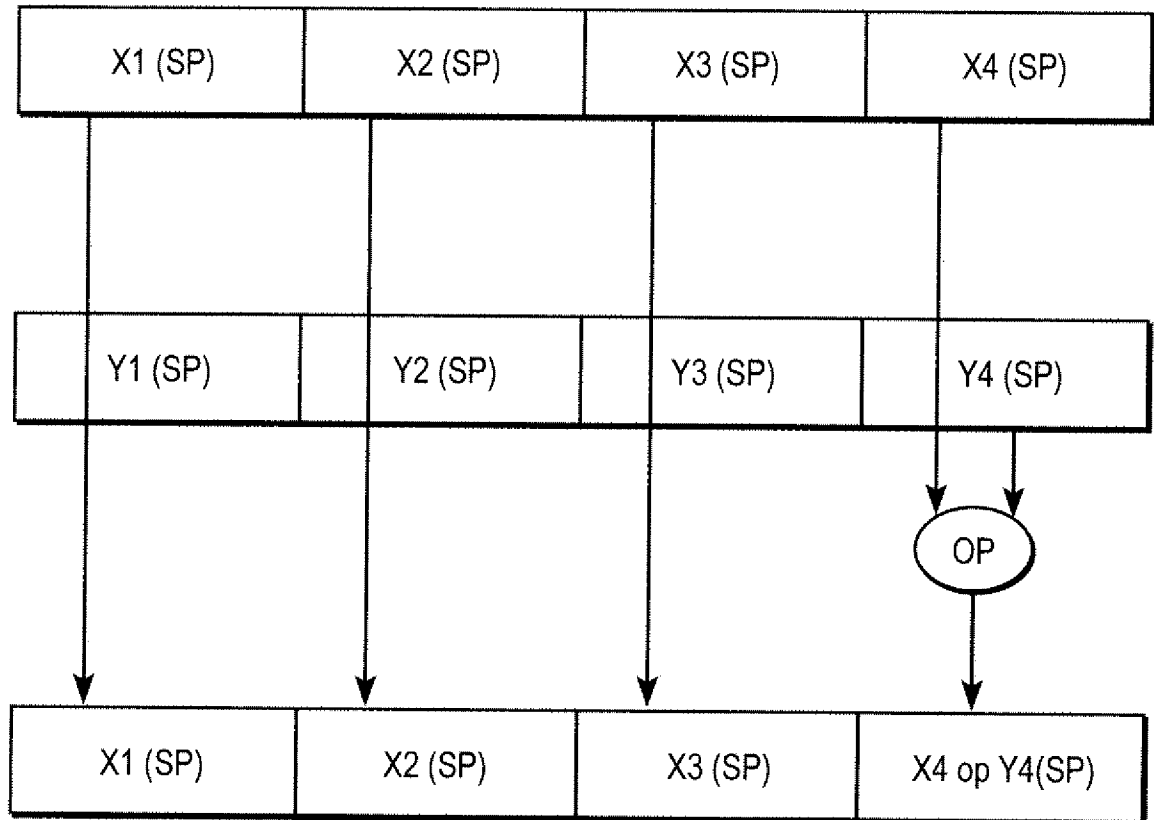 X1 (SP) X2 (SP) X3 (SP) X4 (SP)
Y1 (SP) Y2 (SP) Y3 (SP) Y4 (SP)
OP
X1 (SP) X2 (SP) X3 (SP) X4 op Y4(SP)